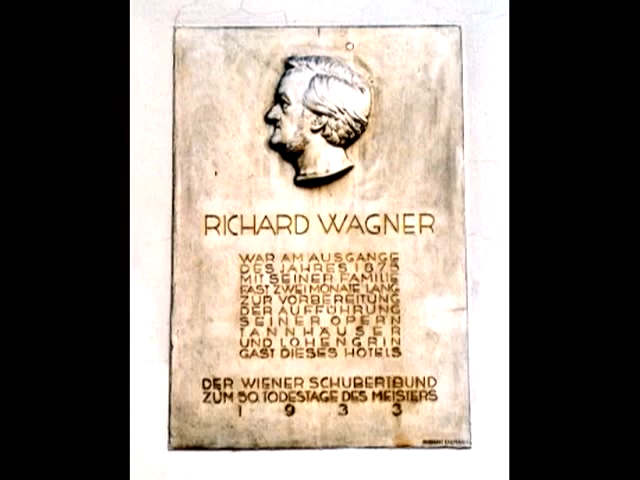 RICHARD WAGNER
WAR AM AUSGANGE
DES JAHRES 1875
MIT SEINER FAMILIE
FAST ZWEI MONATE LANG
ZUR VORBEREITUNG
DER AUFFÜHRUNG
SEINER OPERN
TANNHÄUSER
UND LOHENGRIN
GAST DIESES HOTELS
DER WIENER SCHUBERTBUND
ZUM 50. TODESTAGE DES MEISTERS
1 9 3 3